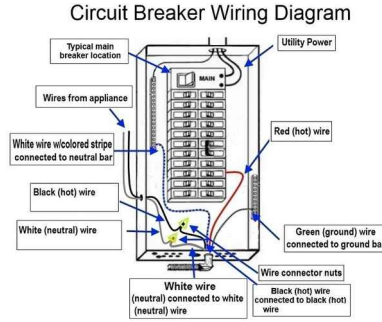 Circuit Breaker Wiring Diagram
Typical main
breaker location
Utility Power
MAIN
Wires from appliance
Red (hot) wire
White wire w/colored stripe
connected to neutral bar
Black (hot) wire
White (neutral) wire
Green (ground) wire
connected to ground ba
Wire connector nuts
White wire
(neutral) connected to white
(neutral) wire
Black (hot) wire
connected to black (hot)
wire